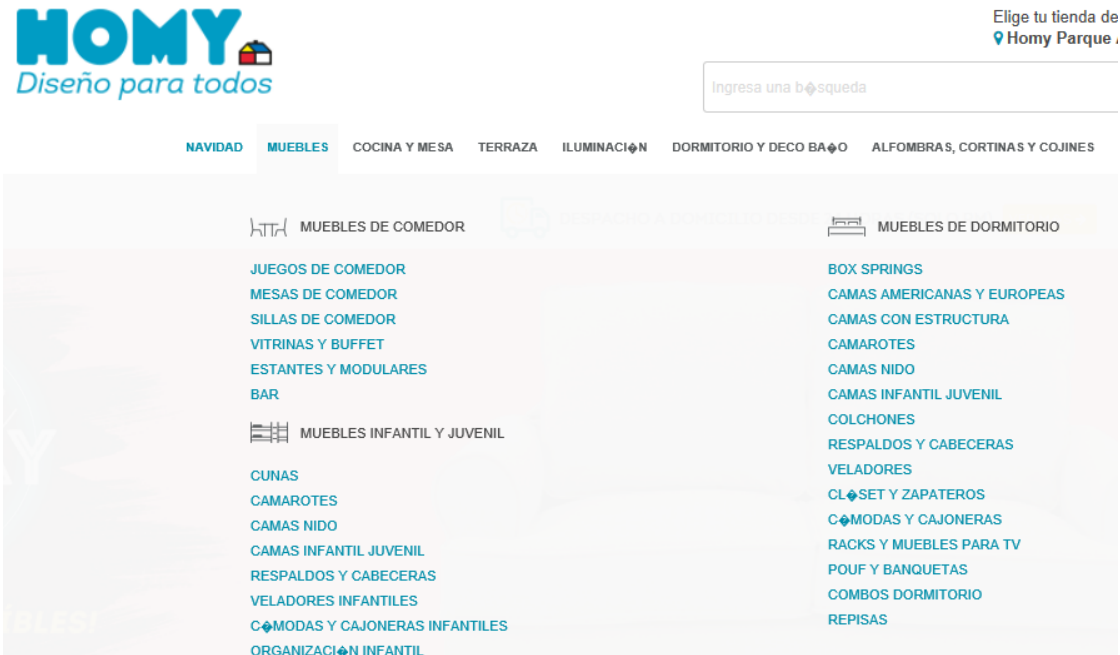 HOMY
Diseño para todos
Elige tu tienda de
Homy Parque A
Ingresa una b�squeda
NAVIDAD MUEBLES COCINA Y MESA TERRAZA ILUMINACI�N DORMITORIO Y DECO BA�O ALFOMBRAS, CORTINAS Y COJINES
DESPACHO A DOMICILIO DESDE
MUEBLES DE COMEDOR
JUEGOS DE COMEDOR
MESAS DE COMEDOR
SILLAS DE COMEDOR
VITRINAS Y BUFFET
ESTANTES Y MODULARES
BAR
MUEBLES INFANTIL Y JUVENIL
CUNAS
CAMAROTES
CAMAS NIDO
CAMAS INFANTIL JUVENIL
RESPALDOS Y CABECERAS
VELADORES INFANTILES
C�MODAS Y CAJONERAS INFANTILES
ORGANIZACI�N INFANTIL
MUEBLES DE DORMITORIO
BOX SPRINGS
CAMAS AMERICANAS Y EUROPEAS
CAMAS CON ESTRUCTURA
CAMAROTES
CAMAS NIDO
CAMAS INFANTIL JUVENIL
COLCHONES
RESPALDOS Y CABECERAS
VELADORES
CL�SET Y ZAPATEROS
C�MODAS Y CAJONERAS
RACKS Y MUEBLES PARA TV
POUF Y BANQUETAS
COMBOS DORMITORIO
REPISAS